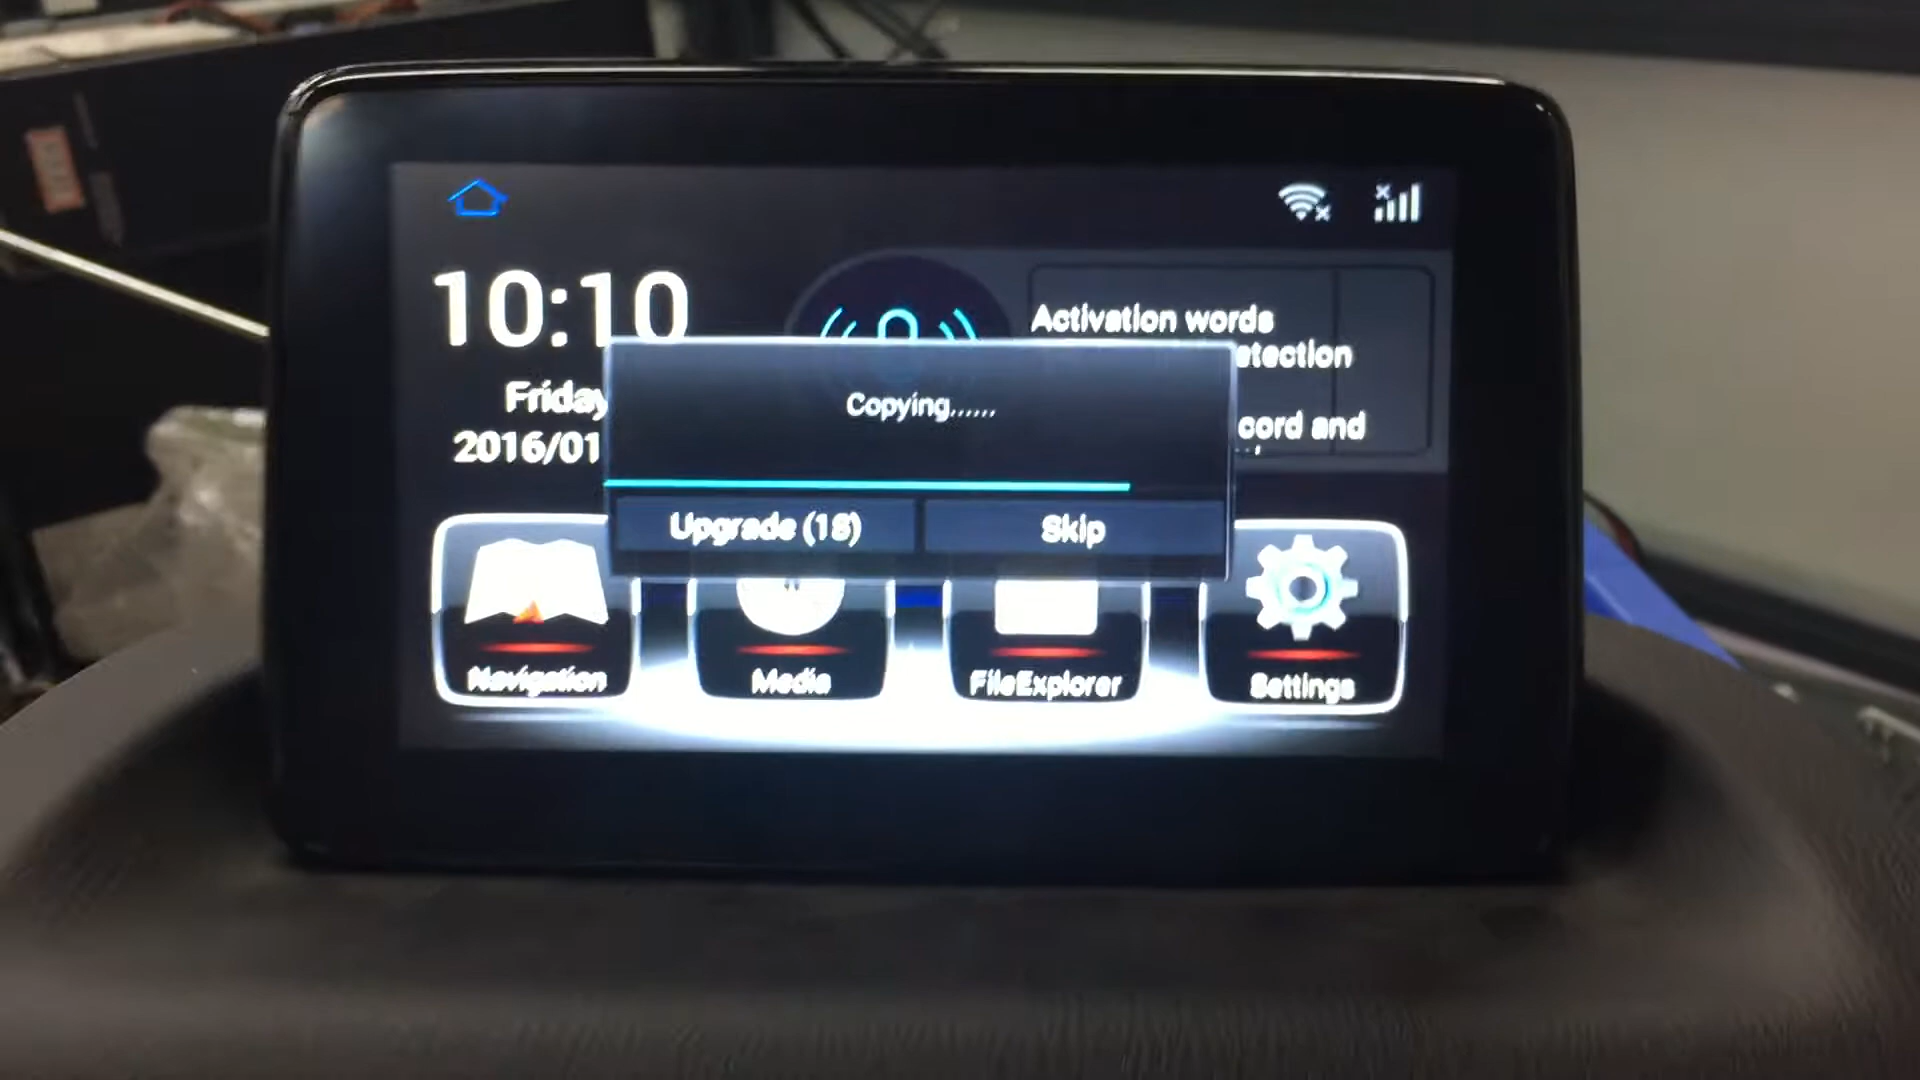 10:10
Friday
2016/01
Activation words
etection
cord and
Copying......
Upgrade (18)
Skip
Navigation
Media
FileExplorer
Settings